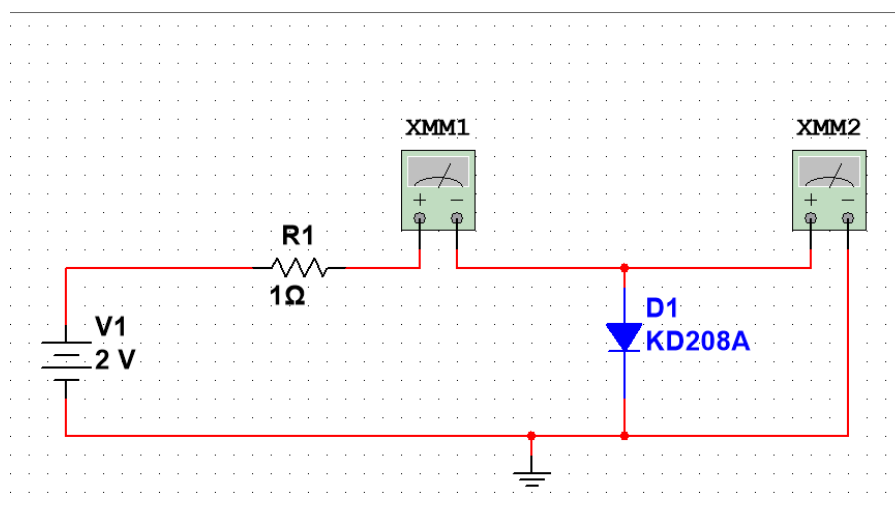 XMM1
XMM2
+ −
+ −
R1
1Ω
V1
2 V
D1
KD208A